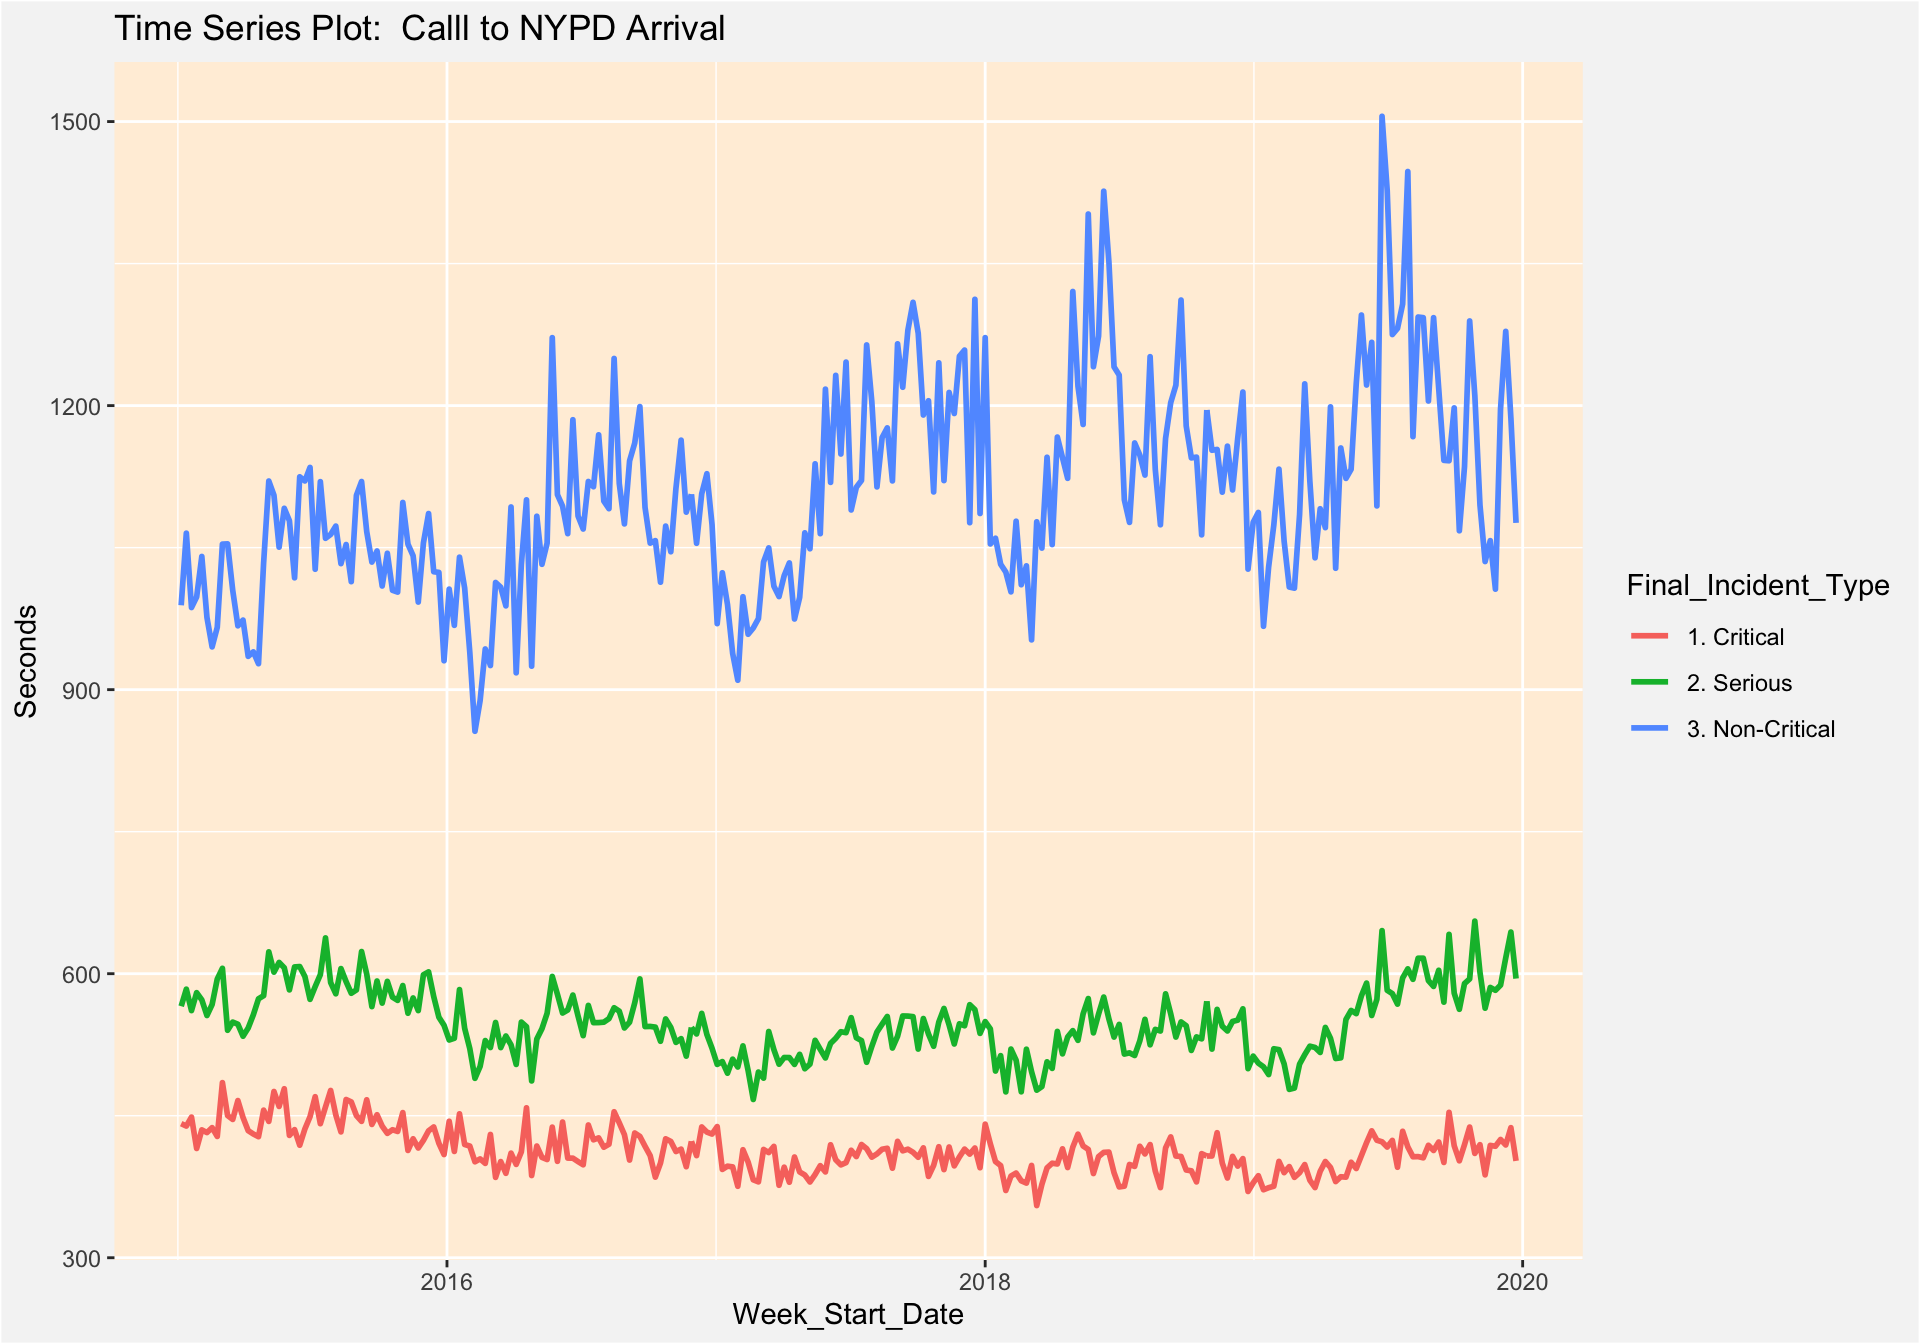 Time Series Plot:  Calll to NYPD Arrival
1500
1200
900
600
300
Seconds
2016
2018
2020
Week_Start_Date
Final_Incident_Type
1. Critical
2. Serious
3. Non-Critical